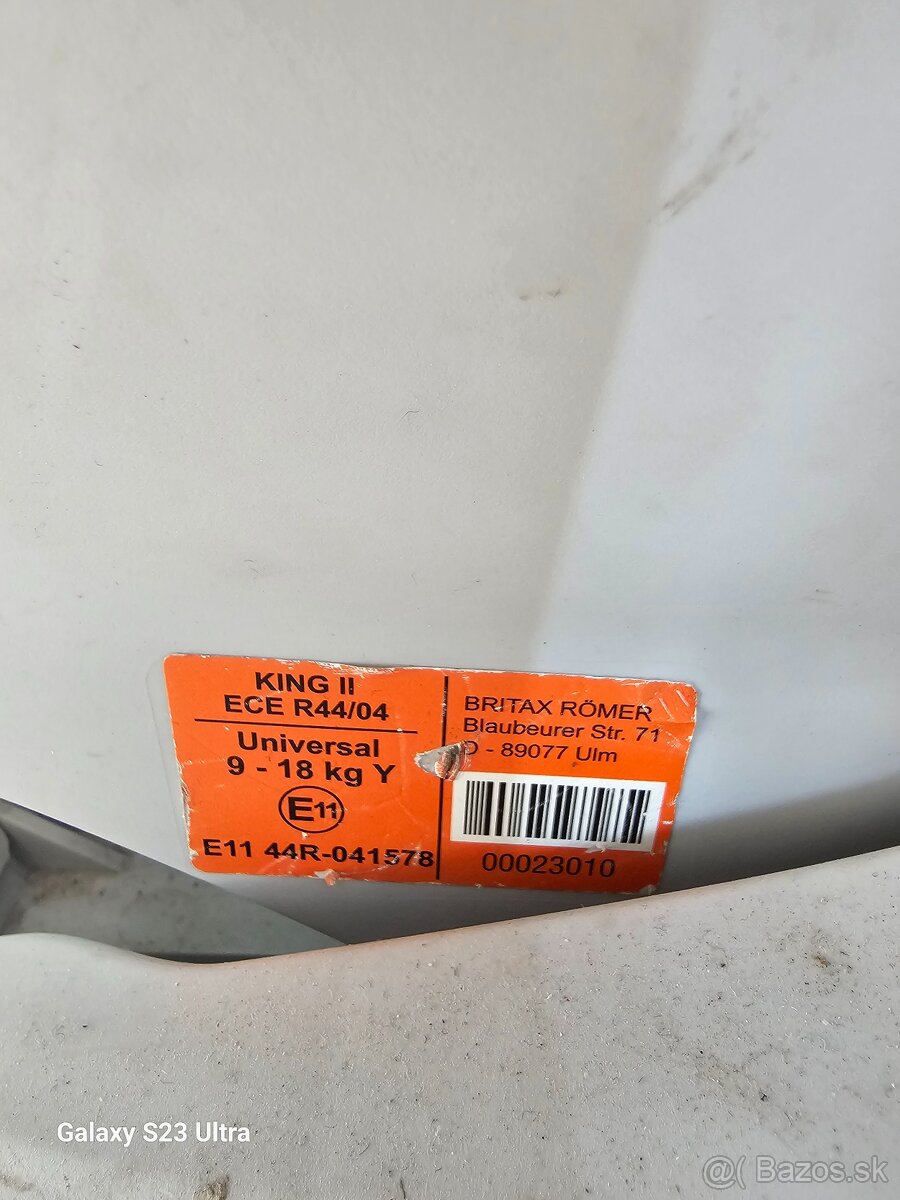 KING II
ECE R44/04
Universal
9 - 18 kg Y
E11
E11 44R-041578
BRITAX RÖMER
Blaubeurer Str. 71
D - 89077 Ulm
00023010
Galaxy S23 Ultra
@( Bazos.sk